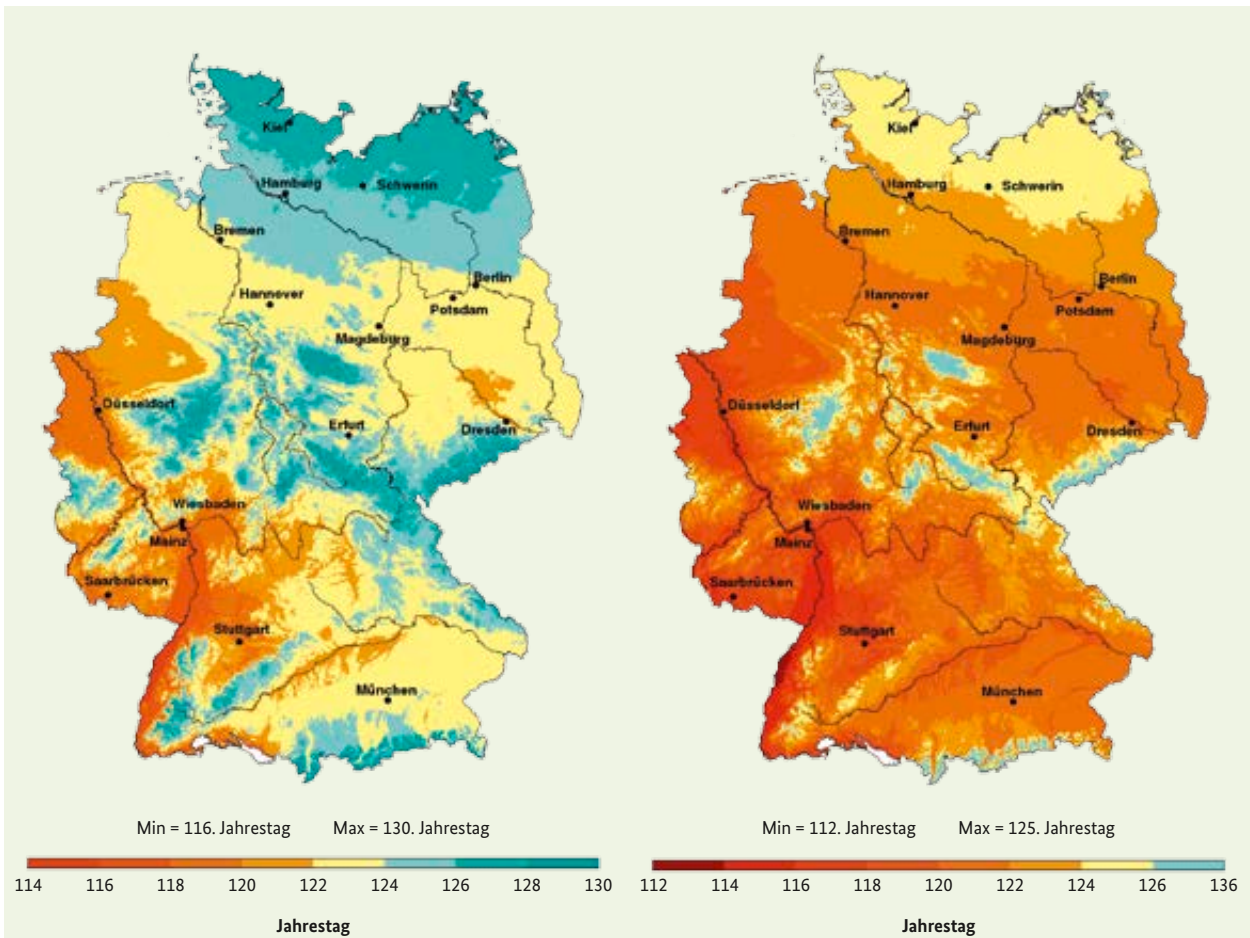 Kiel
Hamburg
Schwerin
Bremen
Berlin
Hannover
Potsdam
Magdeburg
Düsseldorf
Erfurt
Dresden
Wiesbaden
Mainz
Saarbrücken
Stuttgart
München
Min = 116. Jahrestag Max = 130. Jahrestag
114 116 118 120 122 124 126 128 130
Jahrestag
Kiel
Hamburg
Schwerin
Bremen
Berlin
Hannover
Potsdam
Magdeburg
Düsseldorf
Erfurt
Dresden
Wiesbaden
Mainz
Saarbrücken
Stuttgart
München
Min = 112. Jahrestag Max = 125. Jahrestag
112 114 116 118 120 122 124 126 136
Jahrestag